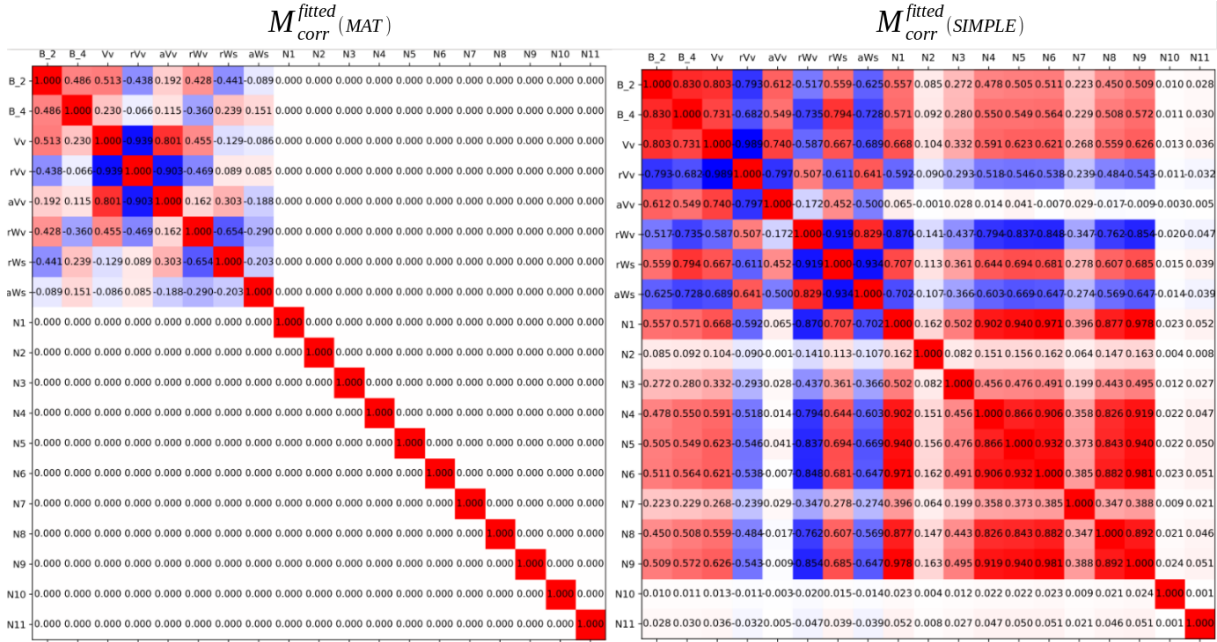 M_corr^fitted (MAT)
B_2 B_4 Vv rVv aVv rWv rWs aWs N1 N2 N3 N4 N5 N6 N7 N8 N9 N10 N11
B_2 1.000 0.486 0.513 -0.438 0.192 0.428 -0.441 -0.089 0.000 0.000 0.000 0.000 0.000 0.000 0.000 0.000 0.000 0.000 0.000
B_4 0.486 1.000 0.230 -0.066 0.115 -0.360 0.239 0.151 0.000 0.000 0.000 0.000 0.000 0.000 0.000 0.000 0.000 0.000 0.000
Vv 0.513 0.230 1.000 -0.939 0.801 0.455 -0.129 -0.086 0.000 0.000 0.000 0.000 0.000 0.000 0.000 0.000 0.000 0.000 0.000
rVv -0.438 -0.066 -0.939 1.000 -0.903 -0.469 0.089 0.085 0.000 0.000 0.000 0.000 0.000 0.000 0.000 0.000 0.000 0.000 0.000
aVv 0.192 0.115 0.801 -0.903 1.000 0.162 0.303 -0.188 0.000 0.000 0.000 0.000 0.000 0.000 0.000 0.000 0.000 0.000 0.000
rWv 0.428 -0.360 0.455 -0.469 0.162 1.000 -0.654 -0.290 0.000 0.000 0.000 0.000 0.000 0.000 0.000 0.000 0.000 0.000 0.000
rWs -0.441 0.239 -0.129 0.089 0.303 -0.654 1.000 -0.203 0.000 0.000 0.000 0.000 0.000 0.000 0.000 0.000 0.000 0.000 0.000
aWs -0.089 0.151 -0.086 0.085 -0.188 -0.290 -0.203 1.000 0.000 0.000 0.000 0.000 0.000 0.000 0.000 0.000 0.000 0.000 0.000
N1 0.000 0.000 0.000 0.000 0.000 0.000 0.000 0.000 1.000 0.000 0.000 0.000 0.000 0.000 0.000 0.000 0.000 0.000 0.000
N2 0.000 0.000 0.000 0.000 0.000 0.000 0.000 0.000 0.000 1.000 0.000 0.000 0.000 0.000 0.000 0.000 0.000 0.000 0.000
N3 0.000 0.000 0.000 0.000 0.000 0.000 0.000 0.000 0.000 0.000 1.000 0.000 0.000 0.000 0.000 0.000 0.000 0.000 0.000
N4 0.000 0.000 0.000 0.000 0.000 0.000 0.000 0.000 0.000 0.000 0.000 1.000 0.000 0.000 0.000 0.000 0.000 0.000 0.000
N5 0.000 0.000 0.000 0.000 0.000 0.000 0.000 0.000 0.000 0.000 0.000 0.000 1.000 0.000 0.000 0.000 0.000 0.000 0.000
N6 0.000 0.000 0.000 0.000 0.000 0.000 0.000 0.000 0.000 0.000 0.000 0.000 0.000 1.000 0.000 0.000 0.000 0.000 0.000
N7 0.000 0.000 0.000 0.000 0.000 0.000 0.000 0.000 0.000 0.000 0.000 0.000 0.000 0.000 1.000 0.000 0.000 0.000 0.000
N8 0.000 0.000 0.000 0.000 0.000 0.000 0.000 0.000 0.000 0.000 0.000 0.000 0.000 0.000 0.000 1.000 0.000 0.000 0.000
N9 0.000 0.000 0.000 0.000 0.000 0.000 0.000 0.000 0.000 0.000 0.000 0.000 0.000 0.000 0.000 0.000 1.000 0.000 0.000
N10 0.000 0.000 0.000 0.000 0.000 0.000 0.000 0.000 0.000 0.000 0.000 0.000 0.000 0.000 0.000 0.000 0.000 1.000 0.000
N11 0.000 0.000 0.000 0.000 0.000 0.000 0.000 0.000 0.000 0.000 0.000 0.000 0.000 0.000 0.000 0.000 0.000 0.000 1.000
M_corr^fitted (SIMPLE)
B_2 B_4 Vv rVv aVv rWv rWs aWs N1 N2 N3 N4 N5 N6 N7 N8 N9 N10 N11
B_2 1.000 0.830 0.803 -0.793 0.612 -0.517 0.559 -0.625 0.557 0.085 0.272 0.478 0.505 0.511 0.223 0.450 0.509 0.010 0.028
B_4 0.830 1.000 0.731 -0.682 0.549 -0.735 0.794 -0.728 0.571 0.092 0.280 0.550 0.549 0.564 0.229 0.508 0.572 0.011 0.030
Vv 0.803 0.731 1.000 -0.989 0.740 -0.587 0.667 -0.689 0.668 0.104 0.332 0.591 0.623 0.621 0.268 0.559 0.626 0.013 0.036
rVv -0.793 -0.682 -0.989 1.000 -0.797 0.507 -0.611 0.641 -0.592 -0.090 -0.293 -0.518 -0.546 -0.538 -0.239 -0.484 -0.543 -0.011 -0.032
aVv 0.612 0.549 0.740 -0.797 1.000 -0.172 0.452 -0.500 0.065 -0.001 0.028 0.014 0.041 -0.007 0.029 -0.017 -0.009 -0.003 0.005
rWv -0.517 -0.735 -0.587 0.507 -0.172 1.000 -0.919 0.829 -0.870 -0.141 -0.437 -0.794 -0.837 -0.848 -0.347 -0.762 -0.854 -0.020 -0.047
rWs 0.559 0.794 0.667 -0.611 0.452 -0.919 1.000 -0.934 0.707 0.113 0.361 0.644 0.694 0.681 0.278 0.607 0.685 0.015 0.039
aWs -0.625 -0.728 -0.689 0.641 -0.500 0.829 -0.934 1.000 -0.702 -0.107 -0.366 -0.603 -0.669 -0.647 -0.274 -0.569 -0.647 -0.014 -0.039
N1 0.557 0.571 0.668 -0.592 0.065 -0.870 0.707 -0.702 1.000 0.162 0.502 0.902 0.940 0.971 0.396 0.877 0.978 0.023 0.052
N2 0.085 0.092 0.104 -0.090 -0.001 -0.141 0.113 -0.107 0.162 1.000 0.082 0.151 0.156 0.162 0.064 0.147 0.163 0.004 0.008
N3 0.272 0.280 0.332 -0.293 0.028 -0.437 0.361 -0.366 0.502 0.082 1.000 0.456 0.476 0.491 0.199 0.443 0.495 0.012 0.027
N4 0.478 0.550 0.591 -0.518 0.014 -0.794 0.644 -0.603 0.902 0.151 0.456 1.000 0.866 0.906 0.358 0.826 0.919 0.022 0.047
N5 0.505 0.549 0.623 -0.546 0.041 -0.837 0.694 -0.669 0.940 0.156 0.476 0.866 1.000 0.932 0.373 0.843 0.940 0.022 0.050
N6 0.511 0.564 0.621 -0.538 -0.007 -0.848 0.681 -0.647 0.971 0.162 0.491 0.906 0.932 1.000 0.385 0.882 0.981 0.023 0.051
N7 0.223 0.229 0.268 -0.239 0.029 -0.347 0.278 -0.274 0.396 0.064 0.199 0.358 0.373 0.385 1.000 0.347 0.388 0.009 0.021
N8 0.450 0.508 0.559 -0.484 -0.017 -0.762 0.607 -0.569 0.877 0.147 0.443 0.826 0.843 0.882 0.347 1.000 0.892 0.021 0.046
N9 0.509 0.572 0.626 -0.543 -0.009 -0.854 0.685 -0.647 0.978 0.163 0.495 0.919 0.940 0.981 0.388 0.892 1.000 0.024 0.051
N10 0.010 0.011 0.013 -0.011 -0.003 -0.020 0.015 -0.014 0.023 0.004 0.012 0.022 0.022 0.023 0.009 0.021 0.024 1.000 0.001
N11 0.028 0.030 0.036 -0.032 0.005 -0.047 0.039 -0.039 0.052 0.008 0.027 0.047 0.050 0.051 0.021 0.046 0.051 0.001 1.000